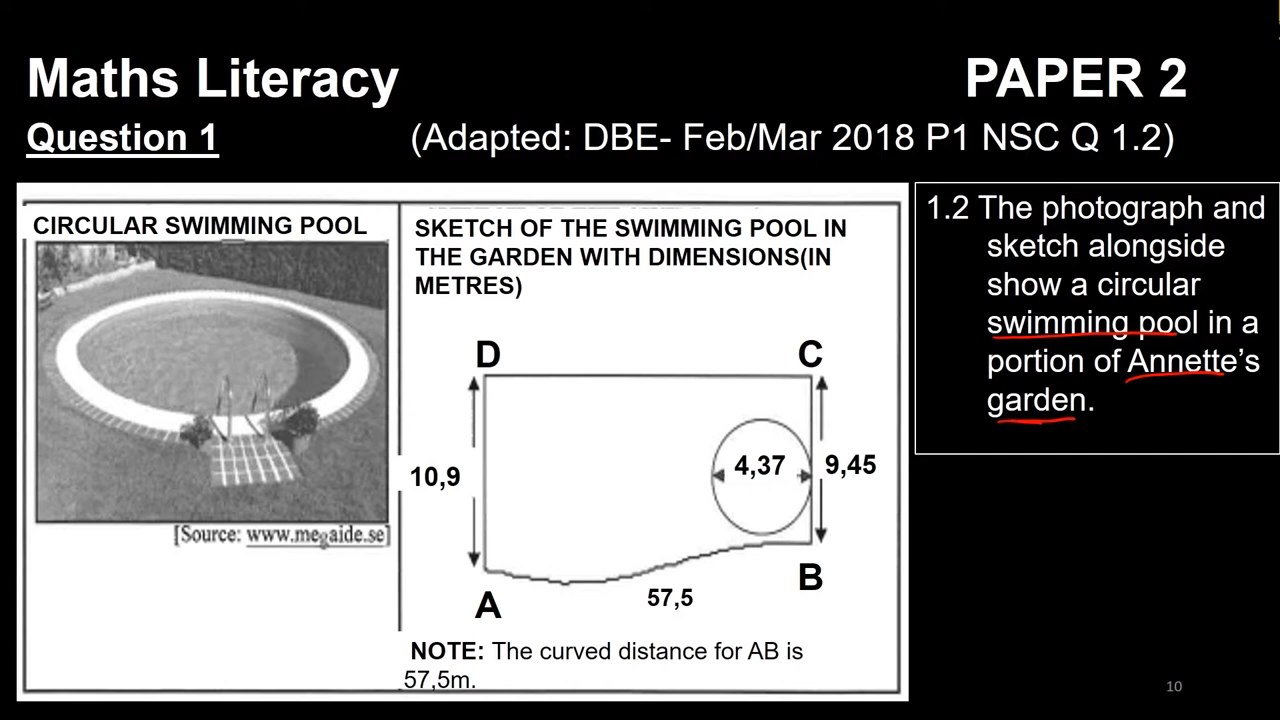 Maths Literacy PAPER 2
Question 1 (Adapted: DBE- Feb/Mar 2018 P1 NSC Q 1.2)
CIRCULAR SWIMMING POOL
[Source: www.megaide.se]
SKETCH OF THE SWIMMING POOL IN
THE GARDEN WITH DIMENSIONS(IN
METRES)
D C
10,9 4,37 9,45
A B
57,5
NOTE: The curved distance for AB is
57,5m.
1.2 The photograph and
sketch alongside
show a circular
swimming pool in a
portion of Annette’s
garden.
10